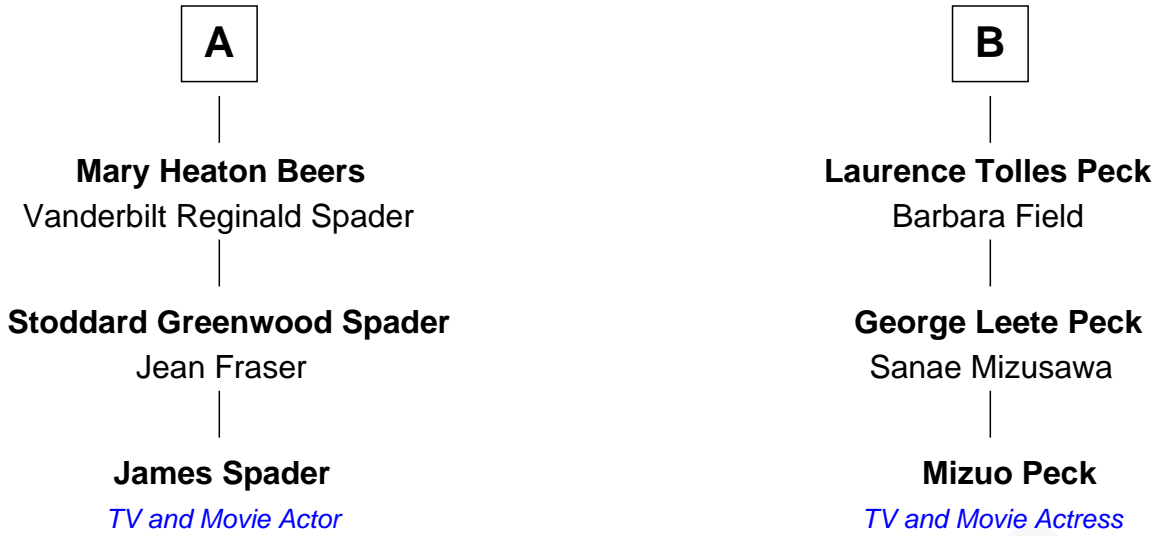 A
Mary Heaton Beers
Vanderbilt Reginald Spader
Stoddard Greenwood Spader
Jean Fraser
James Spader
TV and Movie Actor
B
Laurence Tolles Peck
Barbara Field
George Leete Peck
Sanae Mizusawa
Mizuo Peck
TV and Movie Actress